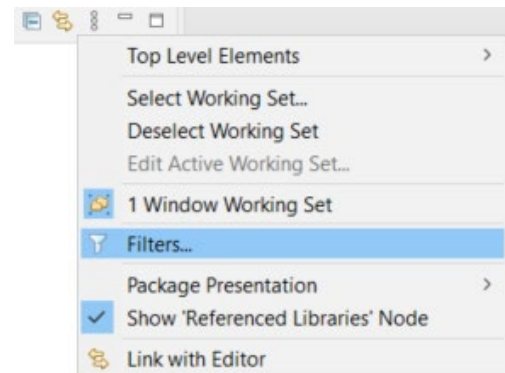 Top Level Elements
Select Working Set...
Deselect Working Set
Edit Active Working Set...
1 Window Working Set
Filters...
Package Presentation
Show 'Referenced Libraries' Node
Link with Editor